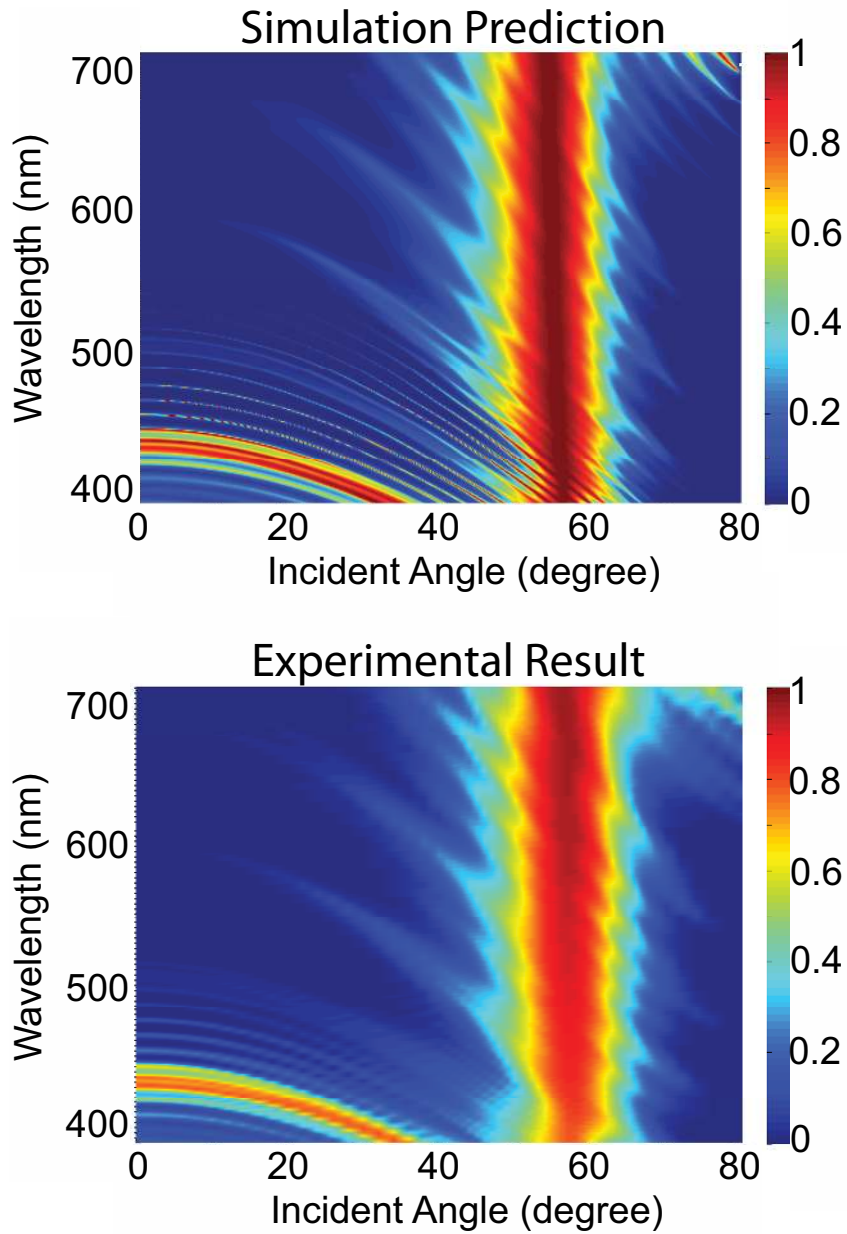 Simulation Prediction
Wavelength (nm)
700
600
500
400
0 20 40 60 80
Incident Angle (degree)
1
0.8
0.6
0.4
0.2
0
Experimental Result
Wavelength (nm)
700
600
500
400
0 20 40 60 80
Incident Angle (degree)
1
0.8
0.6
0.4
0.2
0